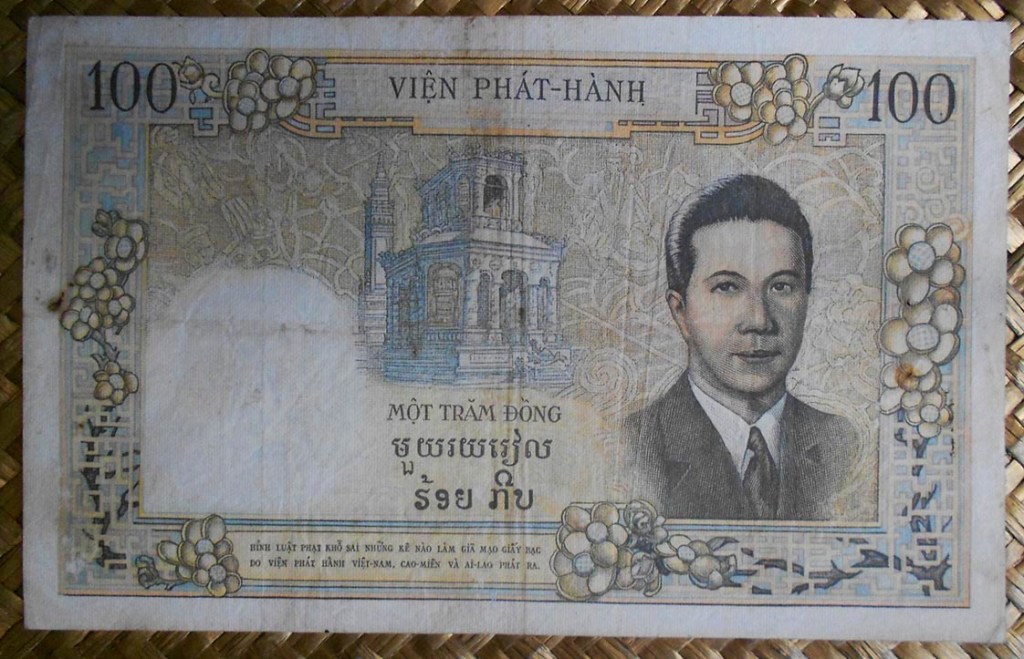 100 VIỆN PHÁT-HÀNH 100
MỘT TRĂM ĐỒNG
មួយរយរៀល
ຮ້ອຍ ກີບ
HÌNH LUẬT PHẠT KHỔ SAI NHỮNG KẺ NÀO LÀM GIẢ MẠO GIẤY BẠC
DO VIỆN PHÁT HÀNH VIỆT-NAM, CAO-MIÊN VÀ AI-LAO PHÁT RA.